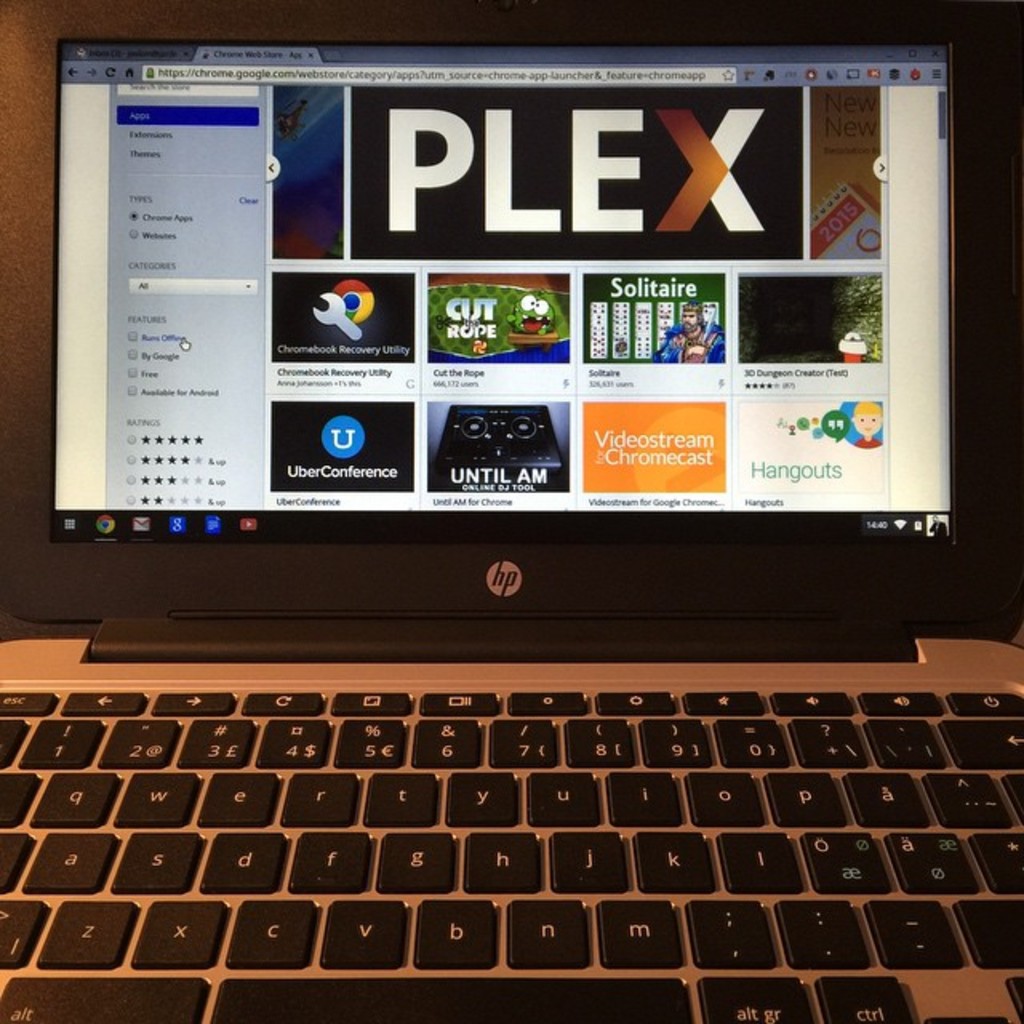 Chrome Web Store - Apps
https://chrome.google.com/webstore/category/apps?utm_source=chrome-app-launcher&_feature=chromeapp
Search the store
Apps
Extensions
Themes
TYPES Clear
Chrome Apps
Websites
CATEGORIES
All
FEATURES
Runs Offline
By Google
Free
Available for Android
RATINGS
& up
& up
& up
PLEX
New
New
2015
Chromebook Recovery Utility
Chromebook Recovery Utility
Anna Johansson +1's this
CUT
the
ROPE
Cut the Rope
666,172 users
Solitaire
Solitaire
326,631 users
3D Dungeon Creator (Test)
(87)
U
UberConference
UberConference
UNTIL AM
ONLINE DJ TOOL
Until AM for Chrome
Videostream
for Chromecast
Videostream for Google Chromec...
Hangouts
Hangouts
8
14:40
hp
esc
! " # ¤ % & / ( ) = ?
1 2 @ 3 £ 4 $ 5 € 6 7 { 8 [ 9 ] 0 } + \
q w e r t y u i o p å ^ ¨ ~
a s d f g h j k l Ö ø æ Ä æ ø *
> | z x c v b n m ; , : . _ -
alt alt gr ctrl